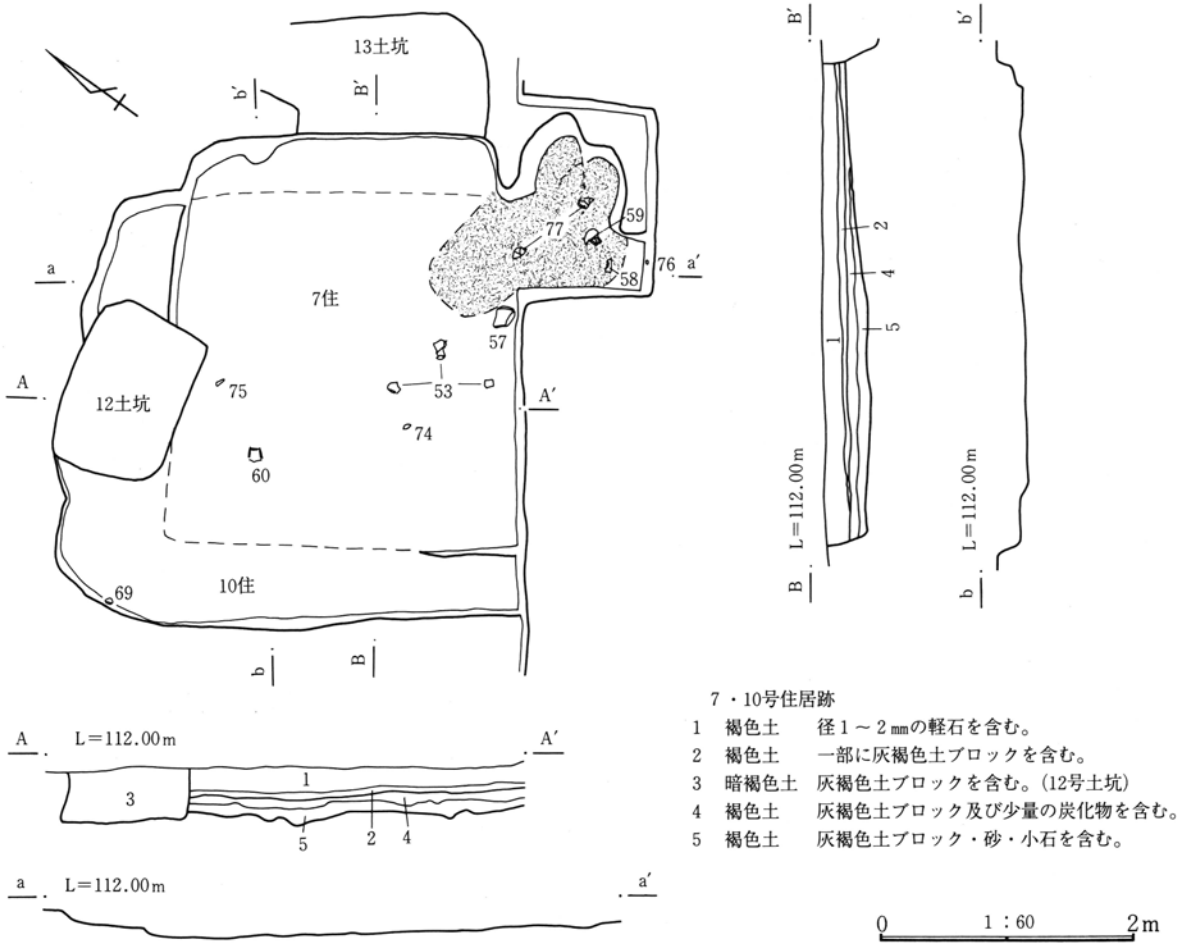 13土坑
b′
B′
77
59
76
a
a′
58
7住
57
53
A
A′
12土坑
75
74
60
10住
69
b
B
B′
b′
2
4
5
1
L=112.00m
L=112.00m
B
b
A
L=112.00m
A′
1
3
5
2
4
a
L=112.00m
a′
7・10号住居跡
1 褐色土 径1~2㎜の軽石を含む。
2 褐色土 一部に灰褐色土ブロックを含む。
3 暗褐色土 灰褐色土ブロックを含む。(12号土坑)
4 褐色土 灰褐色土ブロック及び少量の炭化物を含む。
5 褐色土 灰褐色土ブロック・砂・小石を含む。
0 1:60 2m